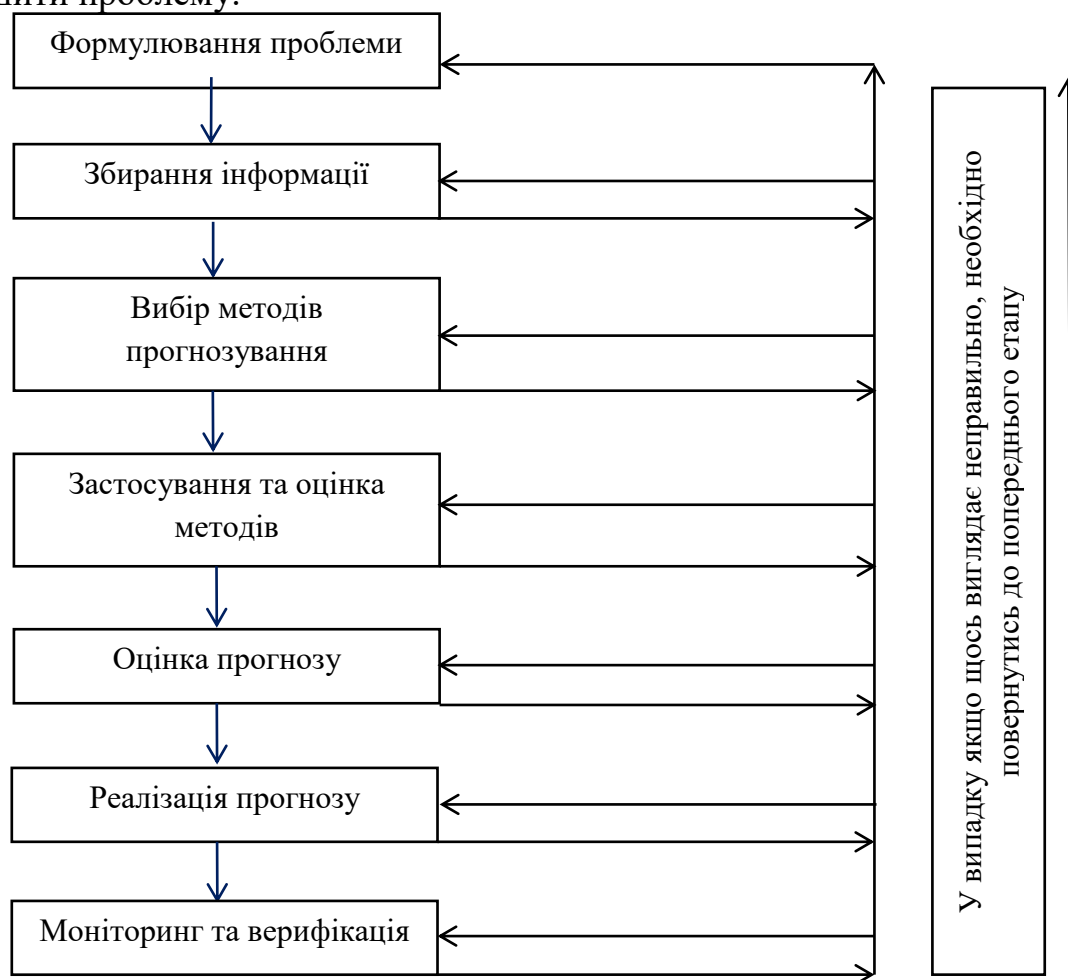 проблему.
Формулювання проблеми
Збирання інформації
Вибір методів
прогнозування
Застосування та оцінка
методів
Оцінка прогнозу
Реалізація прогнозу
Моніторинг та верифікація
У випадку якщо щось виглядає неправильно, необхідно
повернутись до попереднього етапу